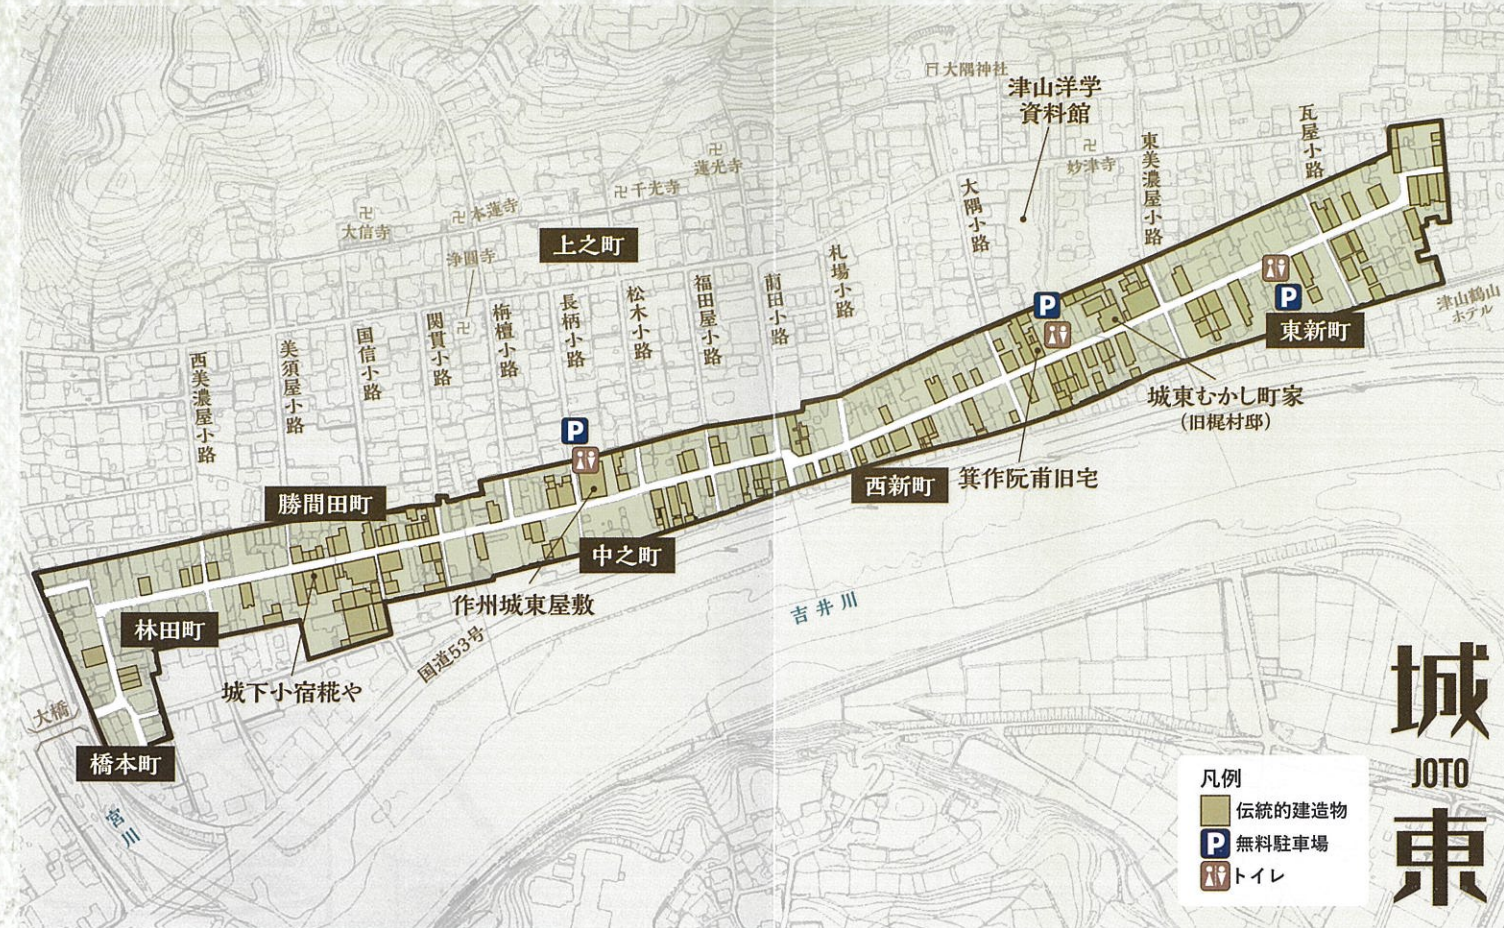 大隅神社
津山洋学
資料館
妙津寺
蓮光寺
千光寺
本蓮寺
大信寺
浄圓寺
上之町
西美濃屋小路
美須屋小路
国信小路
関貫小路
栴檀小路
長柄小路
松木小路
福田屋小路
前田小路
札場小路
大隅小路
東美濃屋小路
瓦屋小路
津山鶴山
ホテル
P
P
P
東新町
城東むかし町家
(旧梶村邸)
箕作阮甫旧宅
西新町
勝間田町
中之町
作州城東屋敷
林田町
城下小宿糀や
国道53号
吉井川
大橋
橋本町
宮川
城
JOTO
東
凡例
伝統的建造物
P 無料駐車場
トイレ